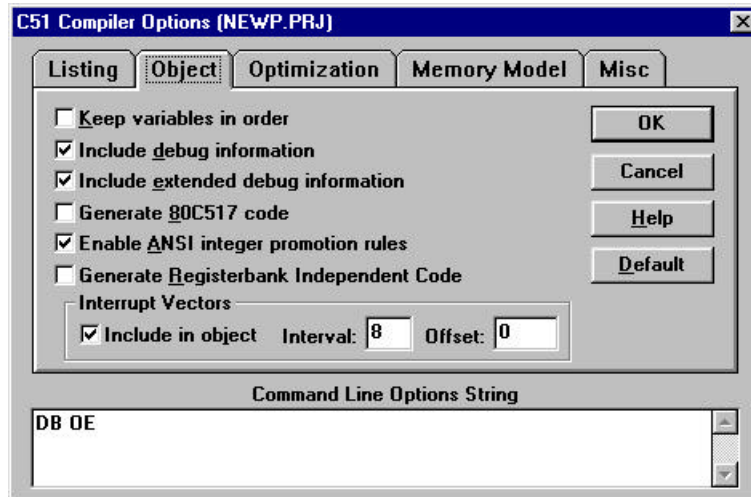 C51 Compiler Options (NEWP.PRJ)
Listing Object Optimization Memory Model Misc
Keep variables in order
Include debug information
Include extended debug information
Generate 80C517 code
Enable ANSI integer promotion rules
Generate Registerbank Independent Code
Interrupt Vectors
Include in object Interval: 8 Offset: 0
OK
Cancel
Help
Default
Command Line Options String
DB OE